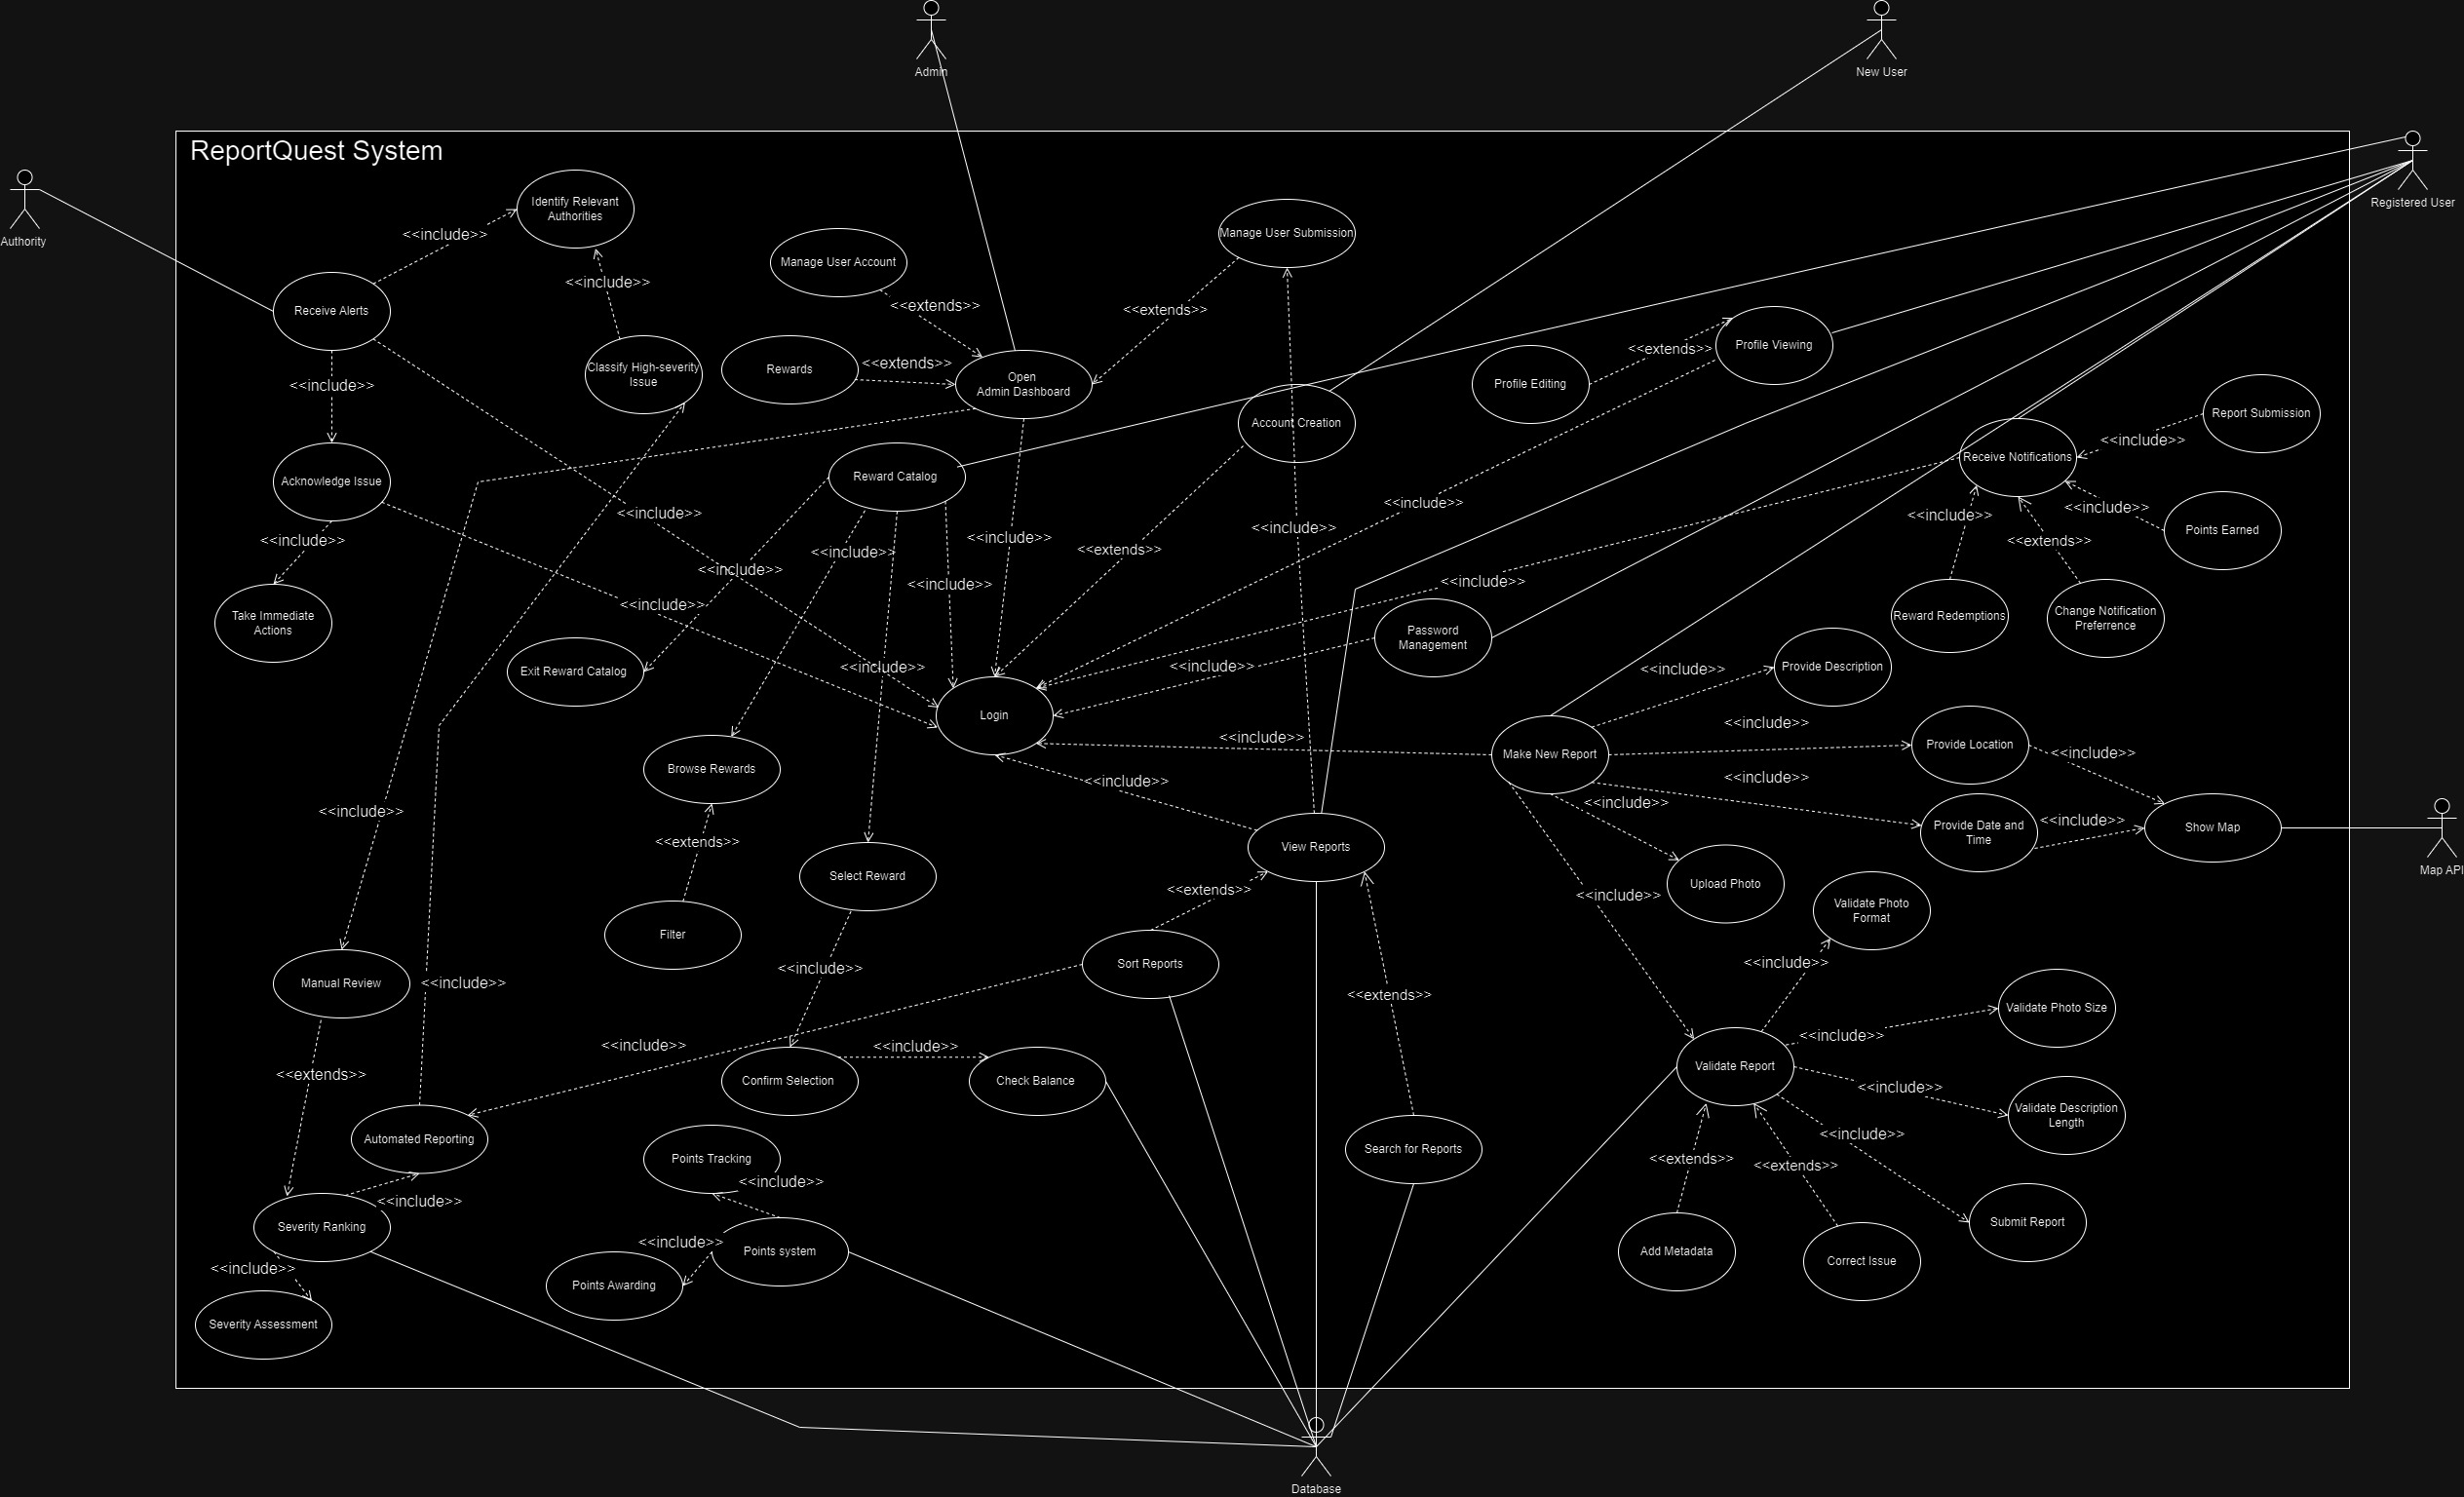 Admin
New User
ReportQuest System
Registered User
Authority
Identify Relevant
Authorities
<<include>>
Manage User Submission
Manage User Account
<<include>>
<<extends>>
<<extends>>
Receive Alerts
Classify High-severity
Issue
Rewards
<<extends>>
Open
Admin Dashboard
<<extends>>
Profile Viewing
Profile Editing
<<include>>
Account Creation
Report Submission
<<include>>
Receive Notifications
Acknowledge Issue
Reward Catalog
<<include>>
<<include>>
<<include>>
<<include>>
Points Earned
<<include>>
<<include>>
<<include>>
<<extends>>
<<include>>
<<include>>
<<extends>>
<<include>>
<<include>>
<<include>>
<<include>>
Take Immediate
Actions
Password
Management
Reward Redemptions
Change Notification
Preferrence
Exit Reward Catalog
<<include>>
<<include>>
<<include>>
Provide Description
Login
<<include>>
<<include>>
Make New Report
Provide Location
<<include>>
Browse Rewards
<<include>>
<<include>>
<<include>>
<<include>>
<<extends>>
View Reports
<<include>>
Provide Date and
Time
Show Map
Map API
Select Reward
<<extends>>
Upload Photo
<<include>>
Validate Photo
Format
Filter
Sort Reports
<<include>>
<<include>>
Manual Review
<<include>>
<<extends>>
Validate Photo Size
<<include>>
<<include>>
<<include>>
<<extends>>
Confirm Selection
Check Balance
Validate Report
<<include>>
Validate Description
Length
Automated Reporting
Points Tracking
Search for Reports
<<include>>
<<extends>>
<<extends>>
<<include>>
<<include>>
Severity Ranking
Submit Report
<<include>>
Points system
Add Metadata
Correct Issue
<<include>>
Points Awarding
Severity Assessment
Database